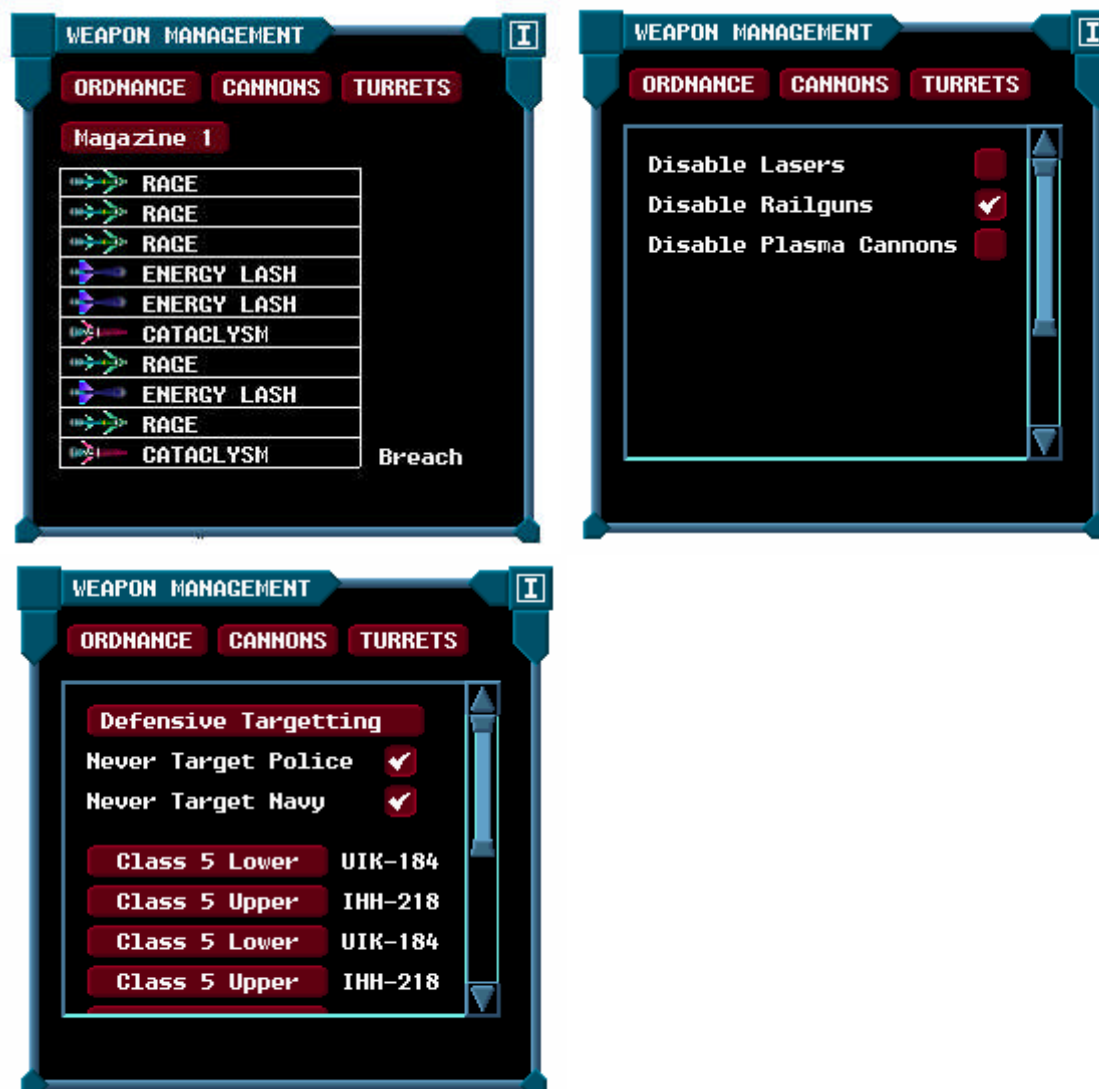 WEAPON MANAGEMENT I
ORDNANCE CANNONS TURRETS
Magazine 1
RAGE
RAGE
RAGE
ENERGY LASH
ENERGY LASH
CATACLYSM
RAGE
ENERGY LASH
RAGE
CATACLYSM Breach
WEAPON MANAGEMENT I
ORDNANCE CANNONS TURRETS
Disable Lasers
Disable Railguns
Disable Plasma Cannons
WEAPON MANAGEMENT I
ORDNANCE CANNONS TURRETS
Defensive Targetting
Never Target Police
Never Target Navy
Class 5 Lower UIK-184
Class 5 Upper IHH-218
Class 5 Lower UIK-184
Class 5 Upper IHH-218